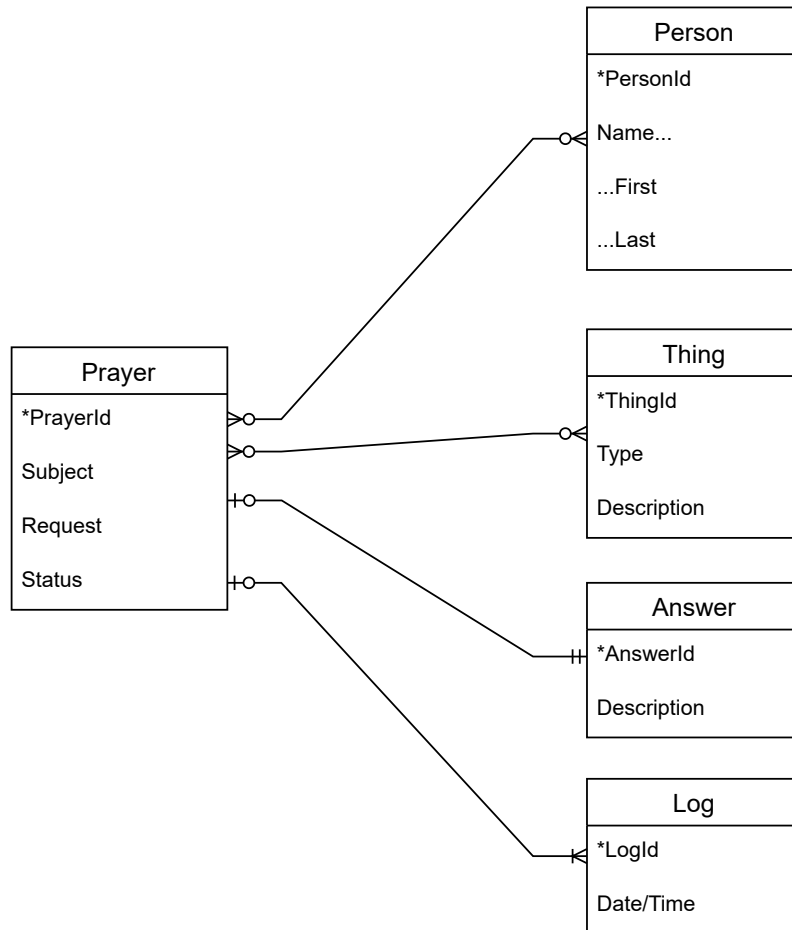 Person
*PersonId
Name...
...First
...Last
Prayer
*PrayerId
Subject
Request
Status
Thing
*ThingId
Type
Description
Answer
*AnswerId
Description
Log
*LogId
Date/Time